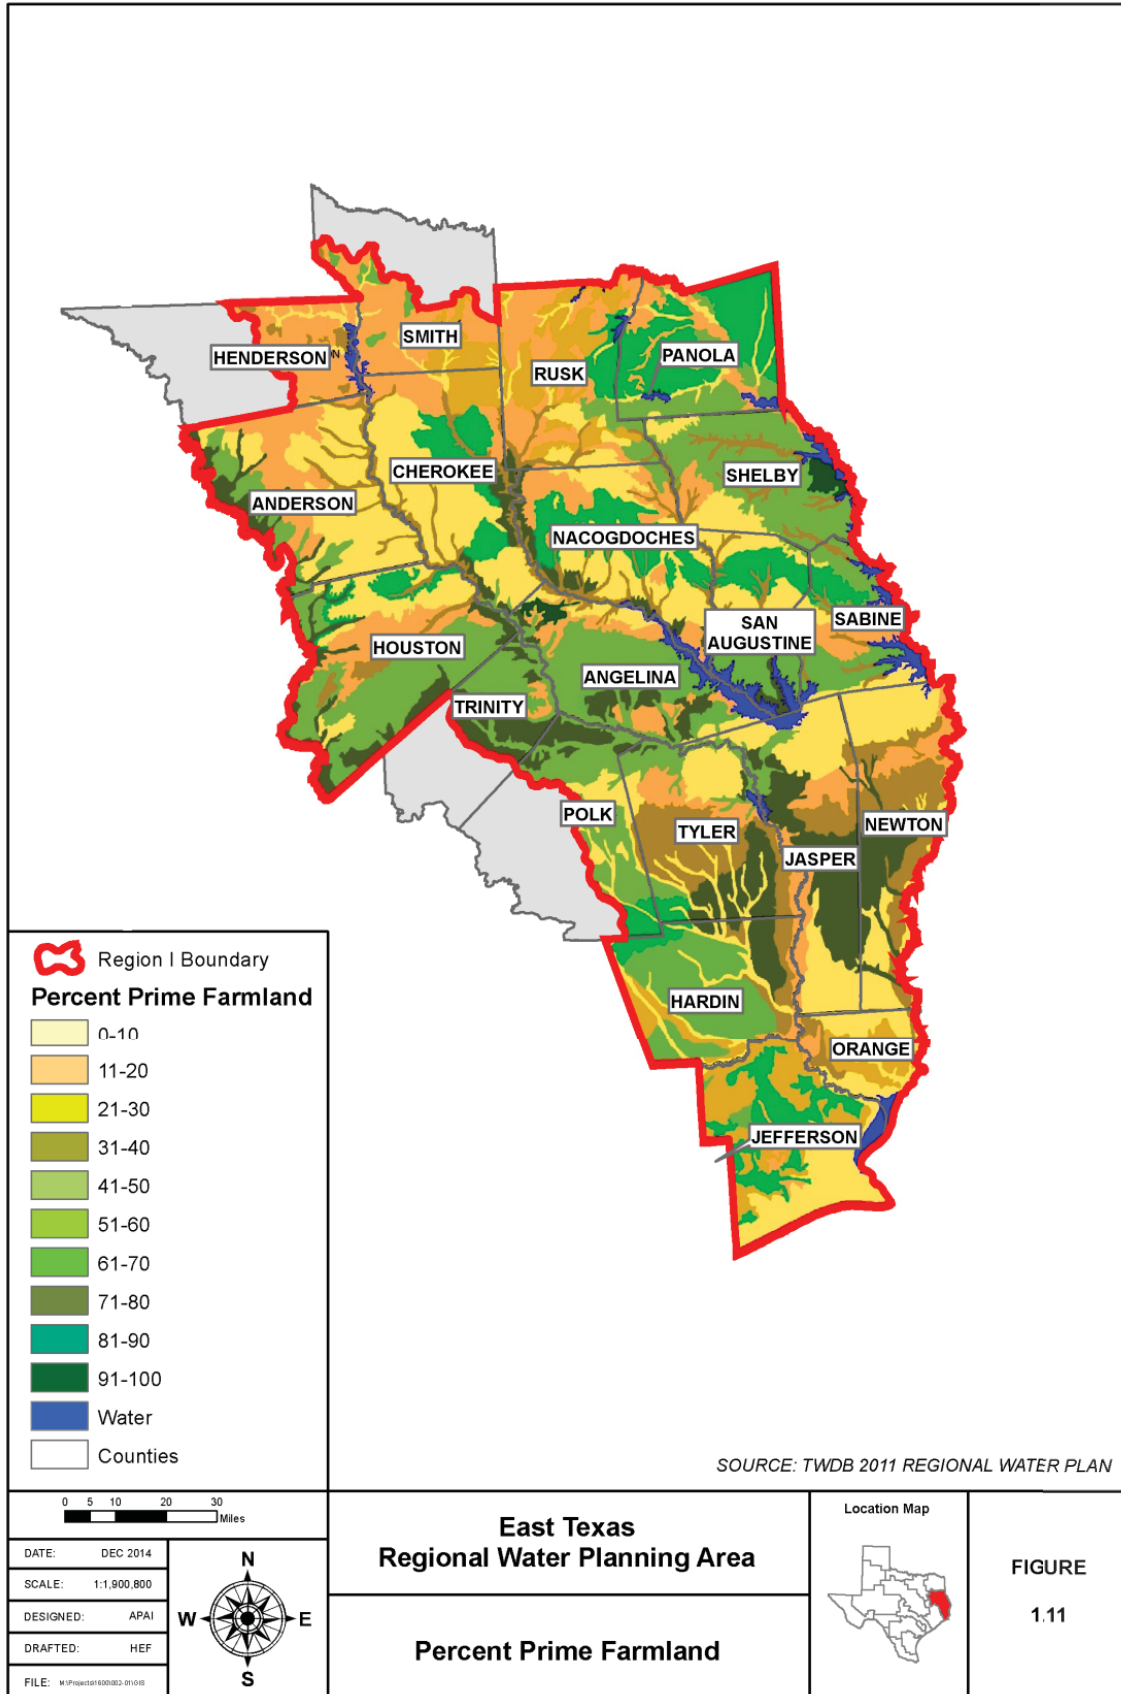 SMITH
HENDERSON
RUSK
PANOLA
CHEROKEE
SHELBY
ANDERSON
NACOGDOCHES
SAN
AUGUSTINE
SABINE
HOUSTON
ANGELINA
TRINITY
POLK
TYLER
NEWTON
JASPER
HARDIN
ORANGE
JEFFERSON
Region I Boundary
Percent Prime Farmland
0-10
11-20
21-30
31-40
41-50
51-60
61-70
71-80
81-90
91-100
Water
Counties
SOURCE: TWDB 2011 REGIONAL WATER PLAN
0 5 10 20 30
Miles
DATE: DEC 2014
SCALE: 1:1,900,800
DESIGNED: APAI
DRAFTED: HEF
FILE:
N
W E
S
East Texas
Regional Water Planning Area
Percent Prime Farmland
Location Map
FIGURE
1.11